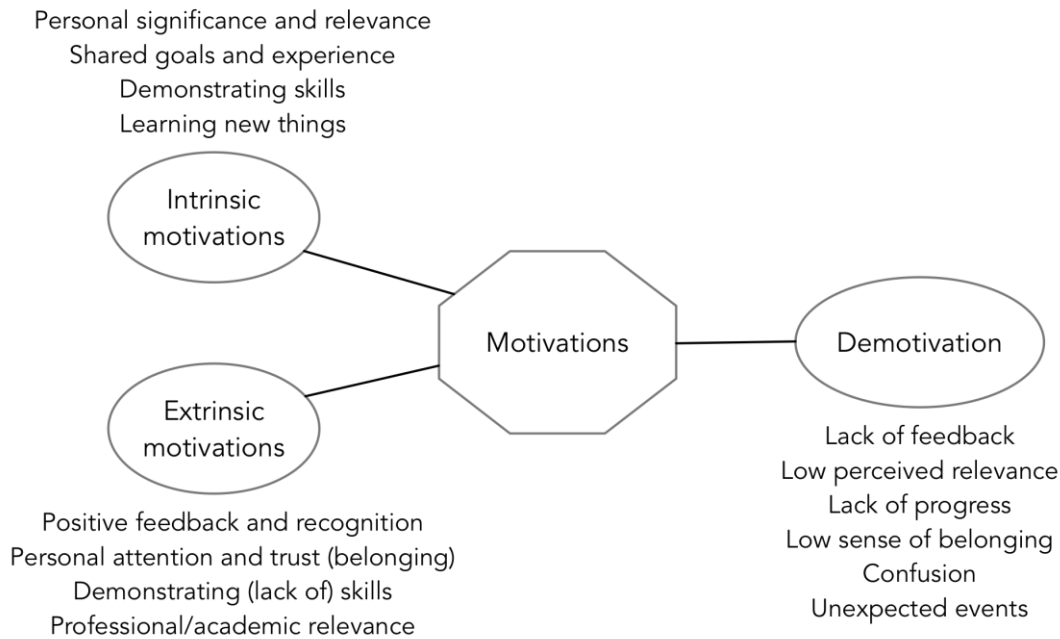 Personal significance and relevance
Shared goals and experience
Demonstrating skills
Learning new things
Intrinsic
motivations
Motivations
Demotivation
Extrinsic
motivations
Positive feedback and recognition
Personal attention and trust (belonging)
Demonstrating (lack of) skills
Professional/academic relevance
Lack of feedback
Low perceived relevance
Lack of progress
Low sense of belonging
Confusion
Unexpected events